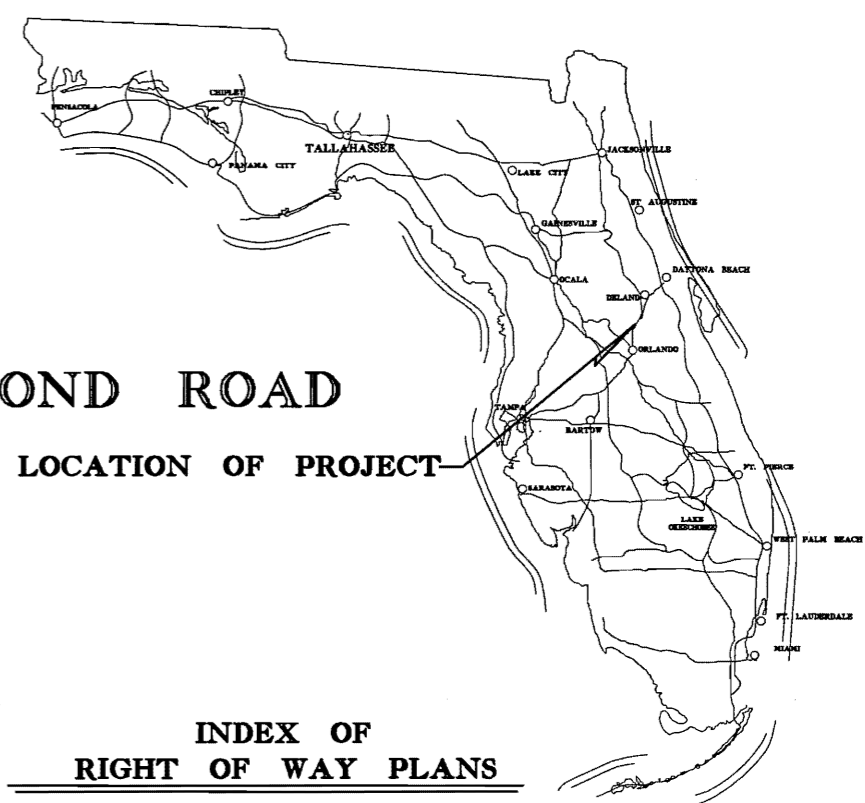 PENSACOLA
CHIPLEY
TALLAHASSEE
PANAMA CITY
JACKSONVILLE
LAKE CITY
ST AUGUSTINE
GAINESVILLE
DAYTONA BEACH
OCALA
DELAND
ORLANDO
OND ROAD
TAMPA
BARTOW
LOCATION OF PROJECT
FT. PIERCE
SARASOTA
LAKE
OKEECHOBEE
WEST PALM BEACH
FT. LAUDERDALE
MIAMI
INDEX OF
RIGHT OF WAY PLANS